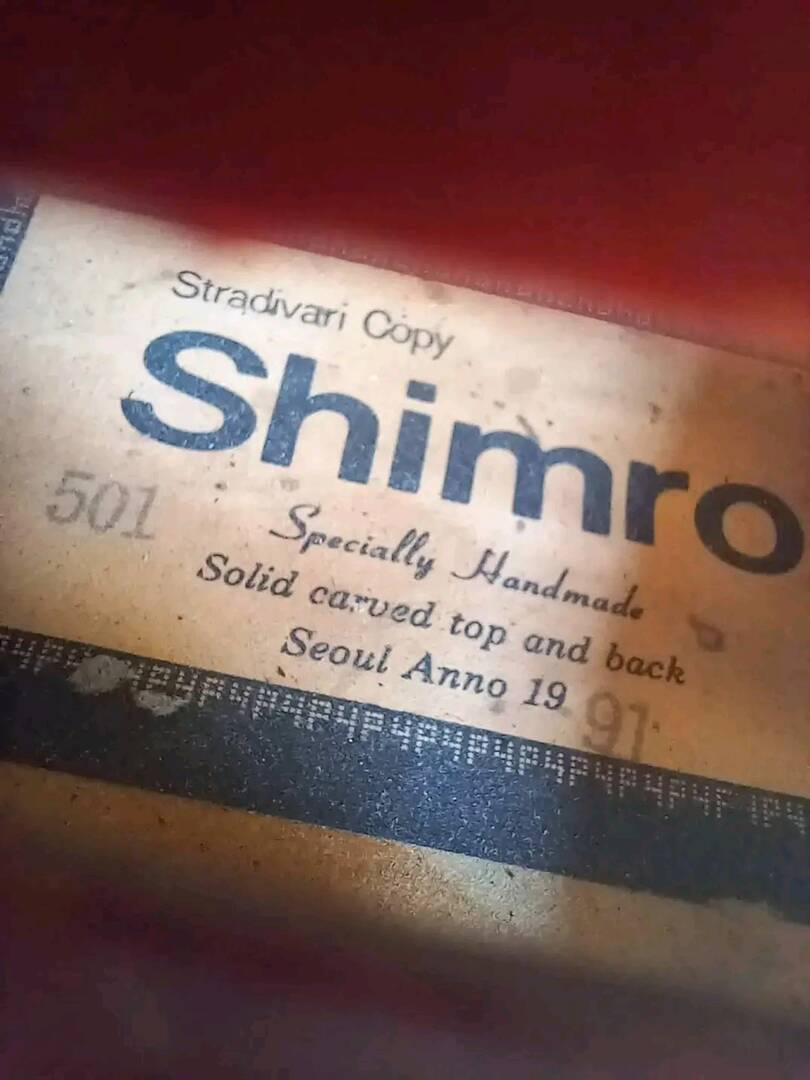 Stradivari Copy
Shimro
501
Specially Handmade
Solid carved top and back
Seoul Anno 19 91